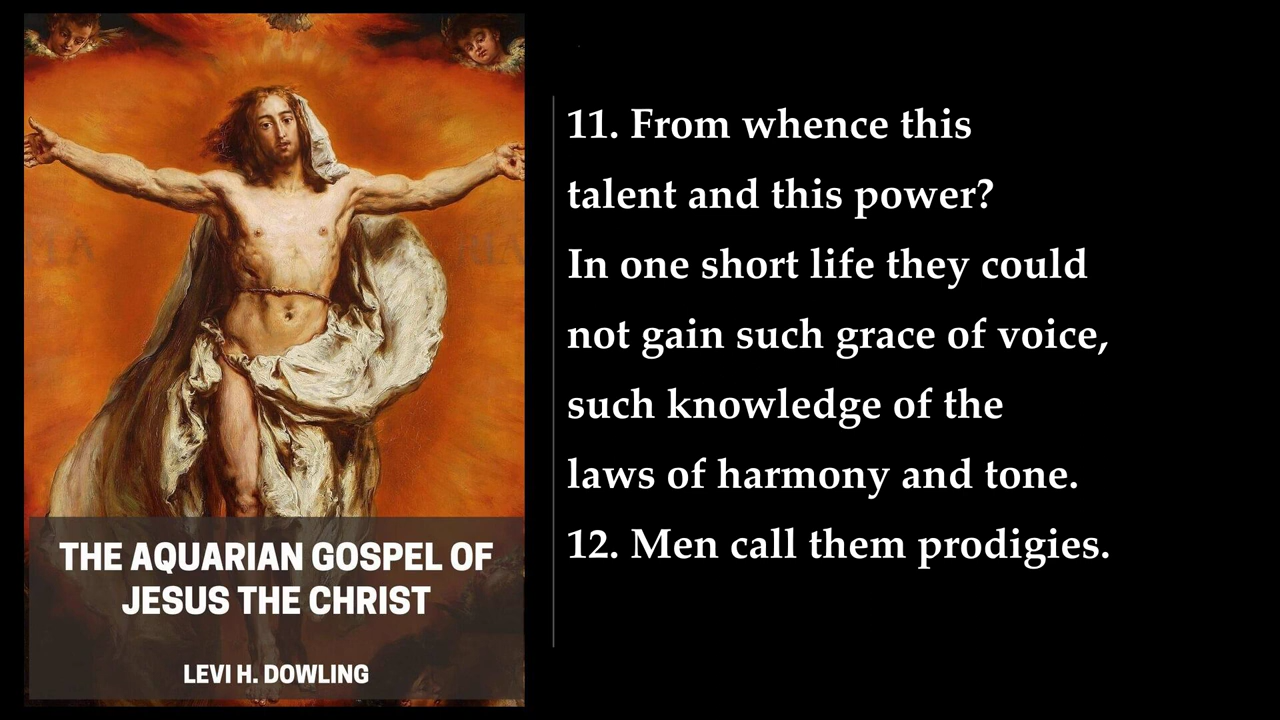 THE AQUARIAN GOSPEL OF
JESUS THE CHRIST
LEVI H. DOWLING
11. From whence this
talent and this power?
In one short life they could
not gain such grace of voice,
such knowledge of the
laws of harmony and tone.
12. Men call them prodigies.